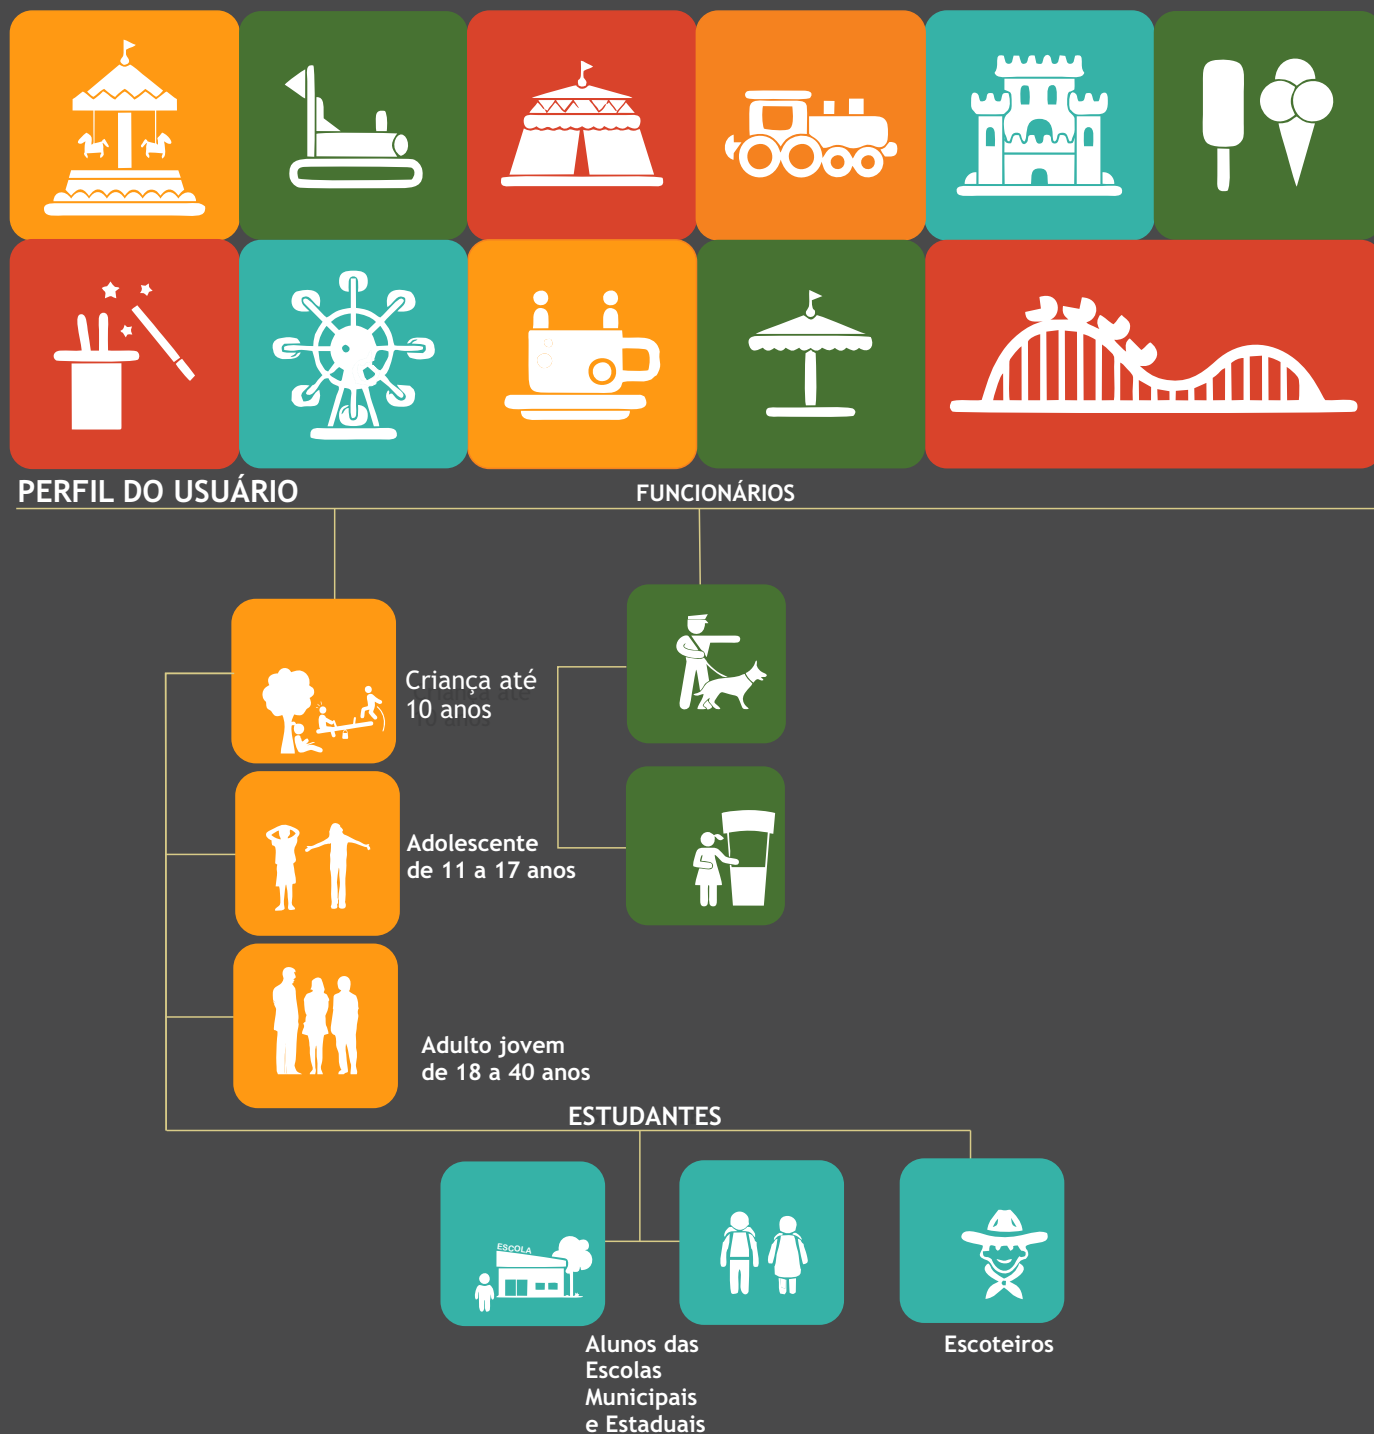 PERFIL DO USUÁRIO
FUNCIONÁRIOS
Criança até
10 anos
Adolescente
de 11 a 17 anos
Adulto jovem
de 18 a 40 anos
ESTUDANTES
ESCOLA
Alunos das
Escolas
Municipais
e Estaduais
Escoteiros